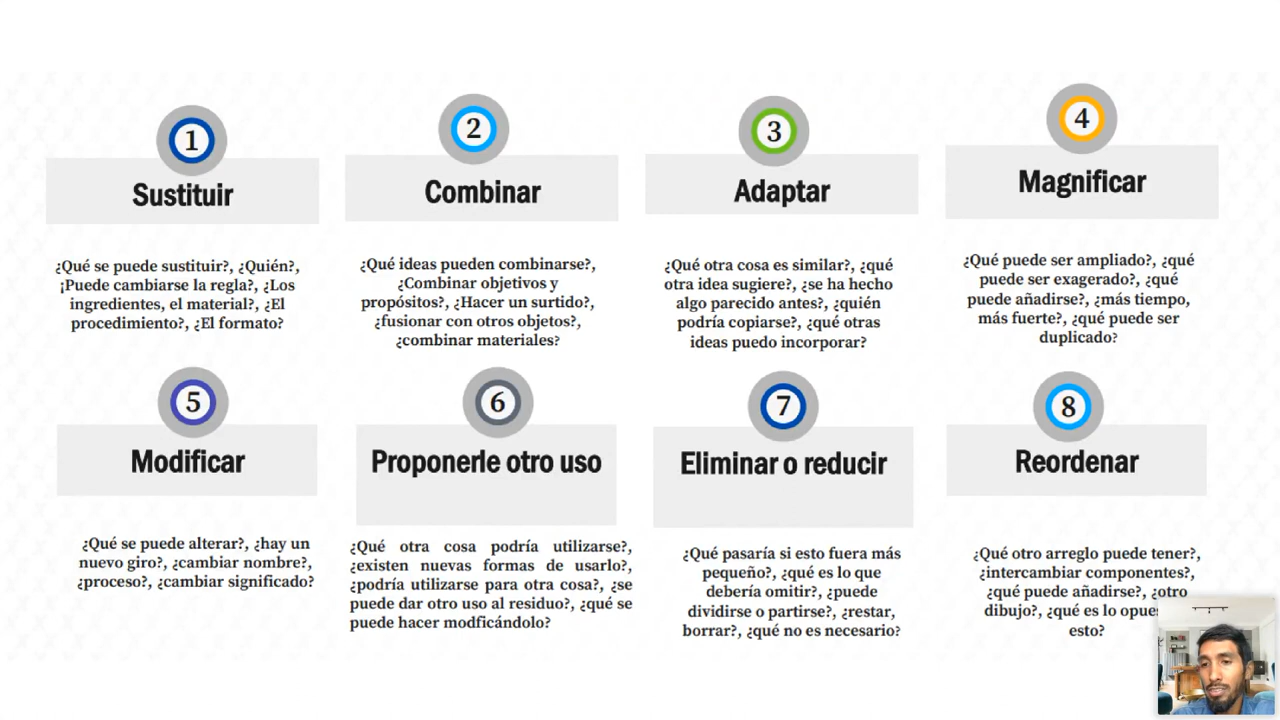 1
Sustituir
¿Qué se puede sustituir?, ¿Quién?,
¡Puede cambiarse la regla?, ¿Los
ingredientes, el material?, ¿El
procedimiento?, ¿El formato?
2
Combinar
¿Qué ideas pueden combinarse?,
¿Combinar objetivos y
propósitos?, ¿Hacer un surtido?,
¿fusionar con otros objetos?,
¿combinar materiales?
3
Adaptar
¿Qué otra cosa es similar?, ¿qué
otra idea sugiere?, ¿se ha hecho
algo parecido antes?, ¿quién
podría copiarse?, ¿qué otras
ideas puedo incorporar?
4
Magnificar
¿Qué puede ser ampliado?, ¿qué
puede ser exagerado?, ¿qué
puede añadirse?, ¿más tiempo,
más fuerte?, ¿qué puede ser
duplicado?
5
Modificar
¿Qué se puede alterar?, ¿hay un
nuevo giro?, ¿cambiar nombre?,
¿proceso?, ¿cambiar significado?
6
Proponerle otro uso
¿Qué otra cosa podría utilizarse?,
¿existen nuevas formas de usarlo?,
¿podría utilizarse para otra cosa?, ¿se
puede dar otro uso al residuo?, ¿qué se
puede hacer modficándolo?
7
Eliminar o reducir
¿Qué pasaría si esto fuera más
pequeño?, ¿qué es lo que
debería omitir?, ¿puede
dividirse o partirse?, ¿restar,
borrar?, ¿qué no es necesario?
8
Reordenar
¿Qué otro arreglo puede tener?,
¿intercambiar componentes?,
¿qué puede añadirse?, ¿otro
dibujo?, ¿qué es lo
esto?